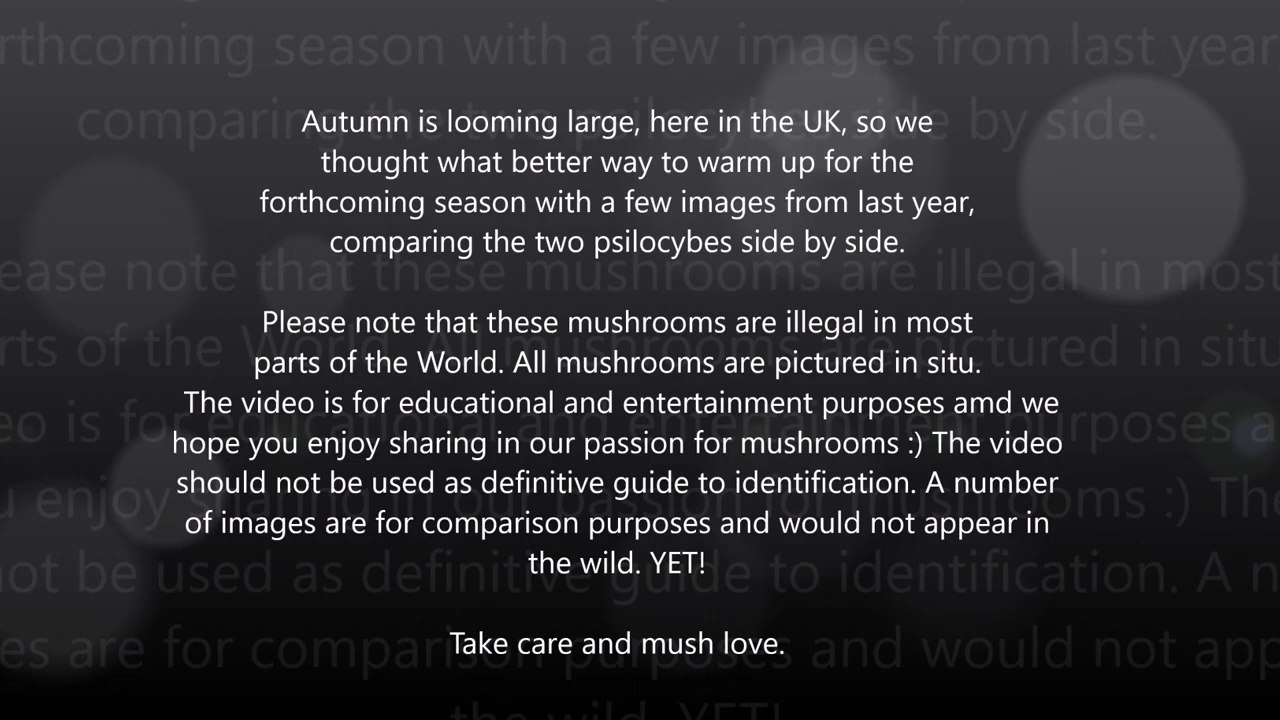 Autumn is looming large, here in the UK, so we
thought what better way to warm up for the
forthcoming season with a few images from last year,
comparing the two psilocybes side by side.
Please note that these mushrooms are illegal in most
parts of the World. All mushrooms are pictured in situ.
The video is for educational and entertainment purposes amd we
hope you enjoy sharing in our passion for mushrooms :) The video
should not be used as definitive guide to identification. A number
of images are for comparison purposes and would not appear in
the wild. YET!
Take care and mush love.